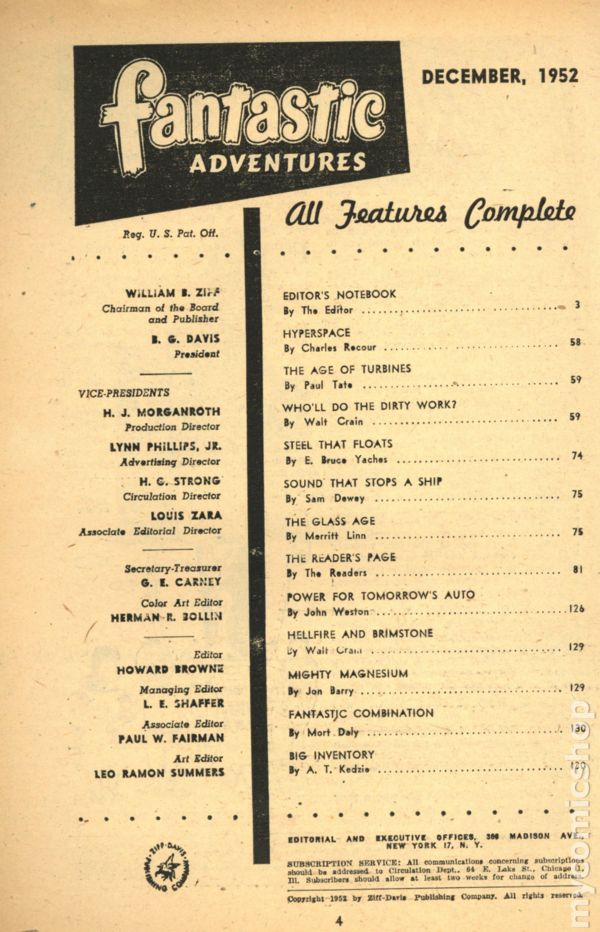 fantastic
ADVENTURES
DECEMBER, 1952
All Features Complete
Reg. U. S. Pat. Off.
WILLIAM B. ZIFF
Chairman of the Board
and Publisher
B. G. DAVIS
President
VICE-PRESIDENTS
H. J. MORGANROTH
Production Director
LYNN PHILLIPS, JR.
Advertising Director
H. G. STRONG
Circulation Director
LOUIS ZARA
Associate Editorial Director
Secretary-Treasurer
G. E. CARNEY
Color Art Editor
HERMAN R. BOLLIN
Editor
HOWARD BROWNE
Managing Editor
L. E. SHAFFER
Associate Editor
PAUL W. FAIRMAN
Art Editor
LEO RAMON SUMMERS
ZIFF-DAVIS PUBLISHING COMPANY
EDITOR'S NOTEBOOK
By The Editor ........ 3
HYPERSPACE
By Charles Recour ........ 58
THE AGE OF TURBINES
By Paul Tate ........ 59
WHO'LL DO THE DIRTY WORK?
By Walt Crain ........ 59
STEEL THAT FLOATS
By E. Bruce Yaches ........ 74
SOUND THAT STOPS A SHIP
By Sam Dewey ........ 75
THE GLASS AGE
By Merritt Linn ........ 75
THE READER'S PAGE
By The Readers ........ 81
POWER FOR TOMORROW'S AUTO
By John Weston ........ 126
HELLFIRE AND BRIMSTONE
By Walt Crain ........ 129
MIGHTY MAGNESIUM
By Jon Barry ........ 129
FANTASTIC COMBINATION
By Mort Daly ........ 130
BIG INVENTORY
By A. T. Kedzie ........ 130
EDITORIAL AND EXECUTIVE OFFICES, 366 MADISON AVE.,
NEW YORK 17, N. Y.
SUBSCRIPTION SERVICE: All communications concerning subscriptions
should be addressed to Circulation Dept., 64 E. Lake St., Chicago 1,
Ill. Subscribers should allow at least two weeks for change of address.
Copyright 1952 by Ziff-Davis Publishing Company. All rights reserved.
4
mycomicshop